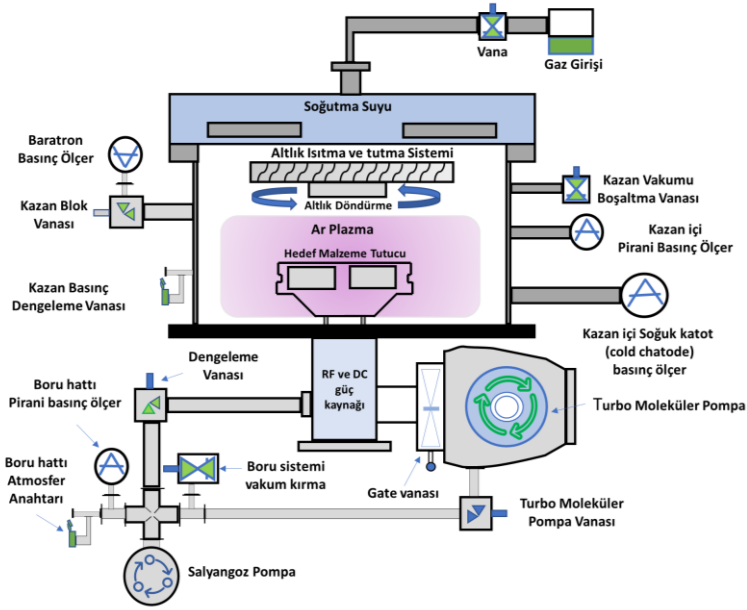 Vana
Gaz Girişi
Soğutma Suyu
Baratron
Basınç Ölçer
Altlık Isıtma ve tutma Sistemi
Kazan Blok
Vanası
Altlık Döndürme
Kazan Vakumu
Boşaltma Vanası
Ar Plazma
Kazan içi
Pirani Basınç Ölçer
Hedef Malzeme Tutucu
Kazan Basınç
Dengeleme Vanası
Kazan içi Soğuk katot
(cold chatode)
basınç ölçer
Dengeleme
Vanası
RF ve DC
güç
kaynağı
Boru hattı
Pirani basınç ölçer
Turbo Moleküler Pompa
Boru hattı
Atmosfer
Anahtarı
Boru sistemi
vakum kırma
Gate vanası
Turbo Moleküler
Pompa Vanası
Salyangoz Pompa